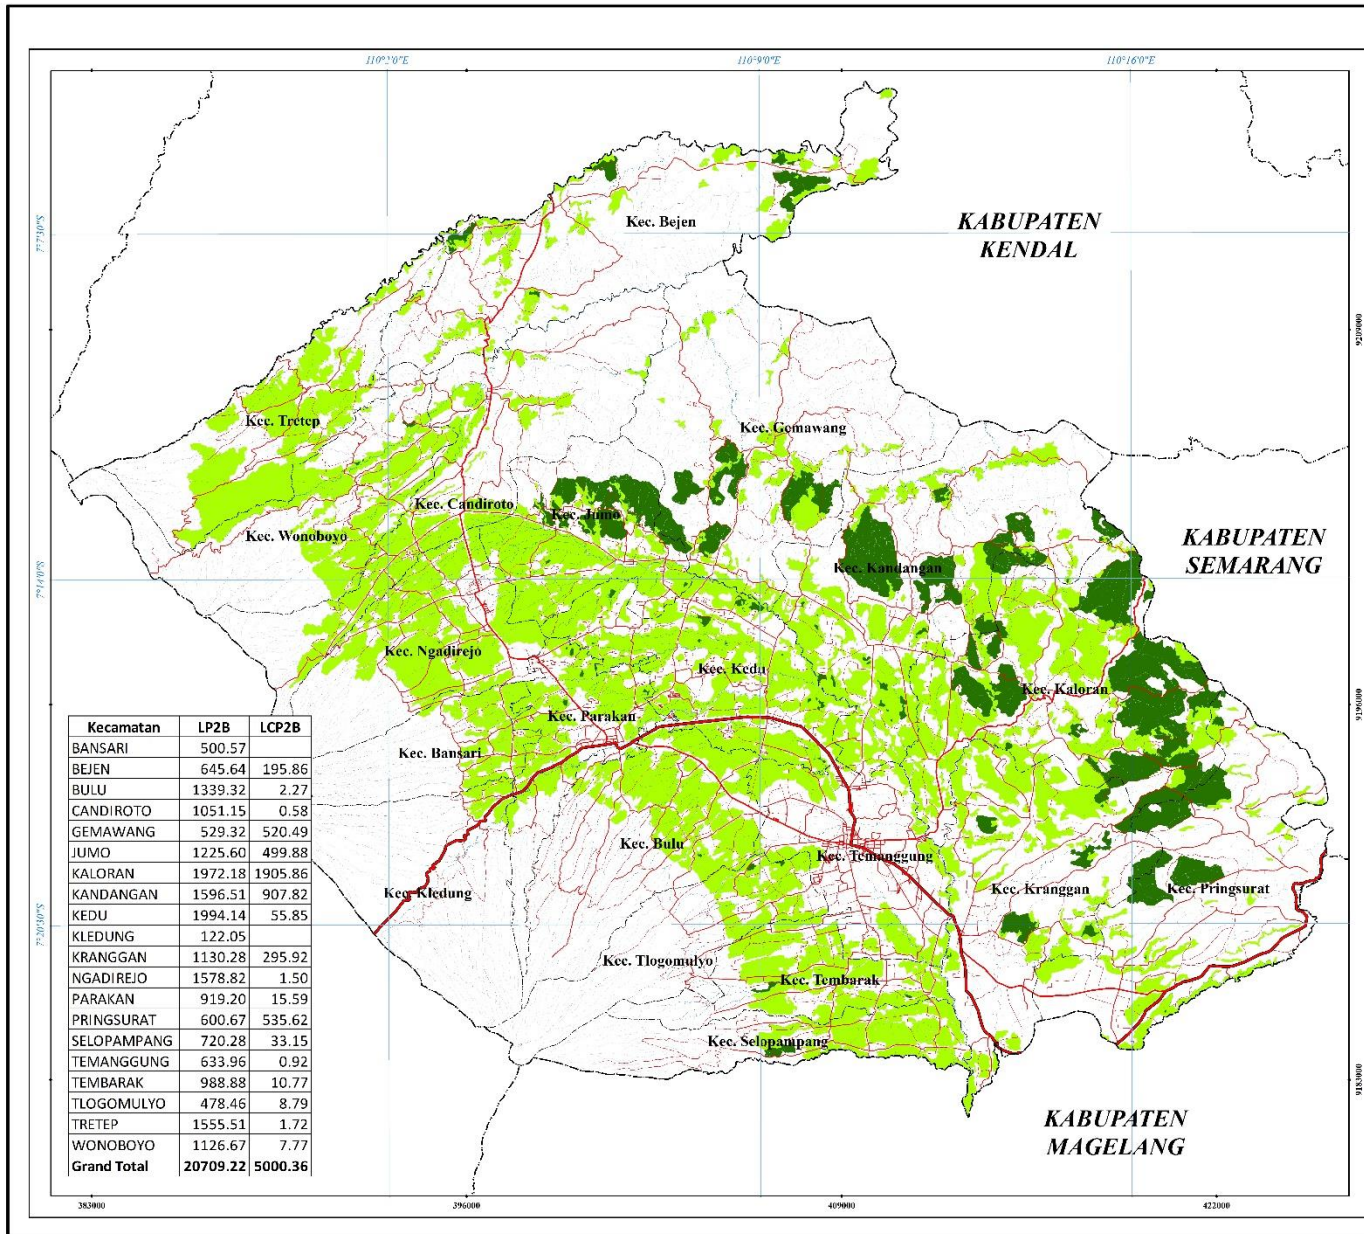 110°2'0"E 110°9'0"E 110°16'0"E
7°7'30"S
KABUPATEN
KENDAL
Kec. Bejen
9209000
Kec. Tretep
Kec. Gemawang
Kec. Candiroto
Kec. Jumo
Kec. Wonoboyo
KABUPATEN
SEMARANG
Kec. Kandangan
7°14'0"S
Kec. Ngadirejo
Kec. Kedu
Kec. Kaloran
9196000
Kec. Parakan
Kec. Bansari
Kec. Bulu
Kec. Temanggung
Kec. Kledung
Kec. Kranggan
Kec. Pringsurat
7°20'30"S
Kec. Tlogomulyo
Kec. Tembarak
Kec. Selopampang
9183000
KABUPATEN
MAGELANG
Kecamatan LP2B LCP2B
BANSARI 500.57
BEJEN 645.64 195.86
BULU 1339.32 2.27
CANDIROTO 1051.15 0.58
GEMAWANG 529.32 520.49
JUMO 1225.60 499.88
KALORAN 1972.18 1905.86
KANDANGAN 1596.51 907.82
KEDU 1994.14 55.85
KLEDUNG 122.05
KRANGGAN 1130.28 295.92
NGADIREJO 1578.82 1.50
PARAKAN 919.20 15.59
PRINGSURAT 600.67 535.62
SELOPAMPANG 720.28 33.15
TEMANGGUNG 633.96 0.92
TEMBARAK 988.88 10.77
TLOGOMULYO 478.46 8.79
TRETEP 1555.51 1.72
WONOBOYO 1126.67 7.77
Grand Total 20709.22 5000.36
383000 396000 409000 422000